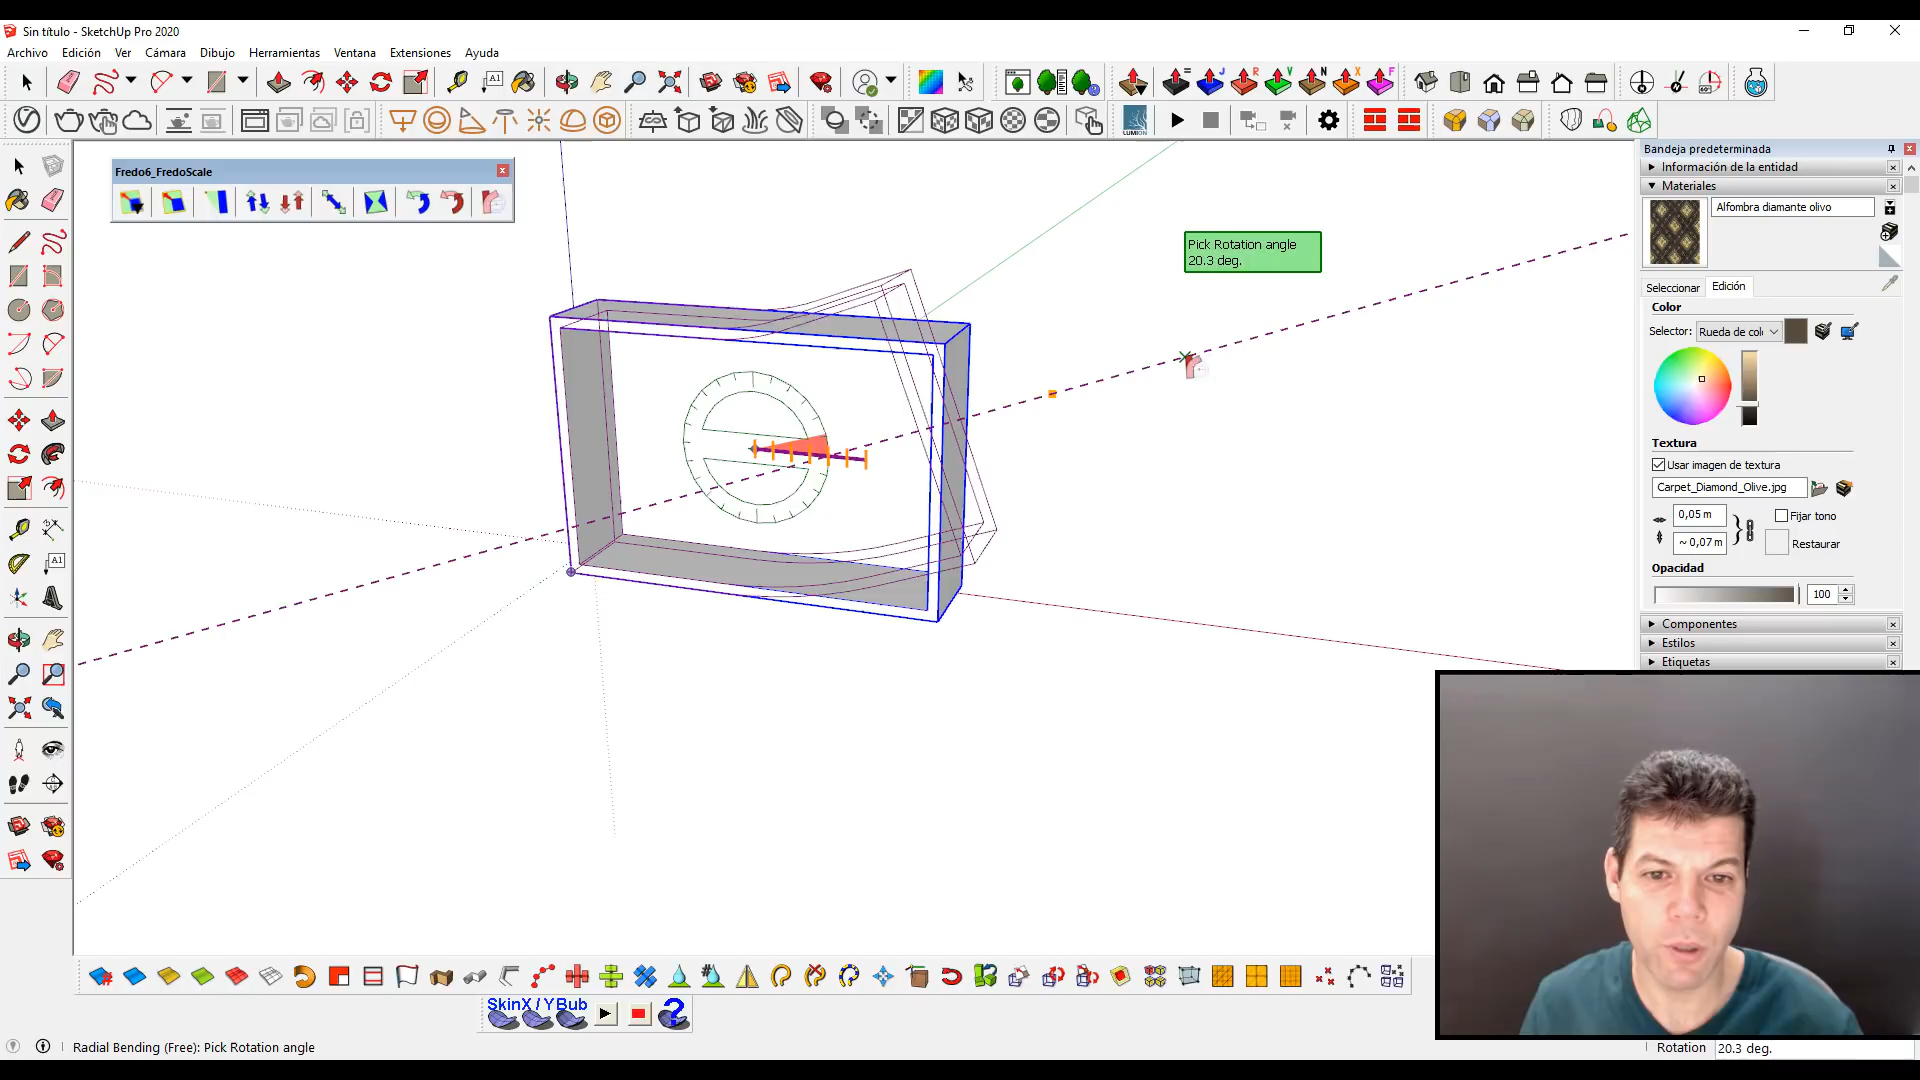 Sin título - SketchUp Pro 2020
Archivo Edición Ver Cámara Dibujo Herramientas Ventana Extensiones Ayuda
A1
= J R V N X F
LUMION
Bandeja predeterminada
Información de la entidad
Fredo6_FredoScale
Materiales
Alfombra diamante olivo
Pick Rotation angle
20.3 deg.
Seleccionar Edición
Color
Selector: Rueda de col
Textura
Usar imagen de textura
Carpet_Diamond_Olive.jpg
0,05 m
Fijar tono
~ 0,07 m
Restaurar
A1
Opacidad
100
Componentes
Estilos
Etiquetas
SkinX / YBub
?
Radial Bending (Free): Pick Rotation angle
Rotation 20.3 deg.